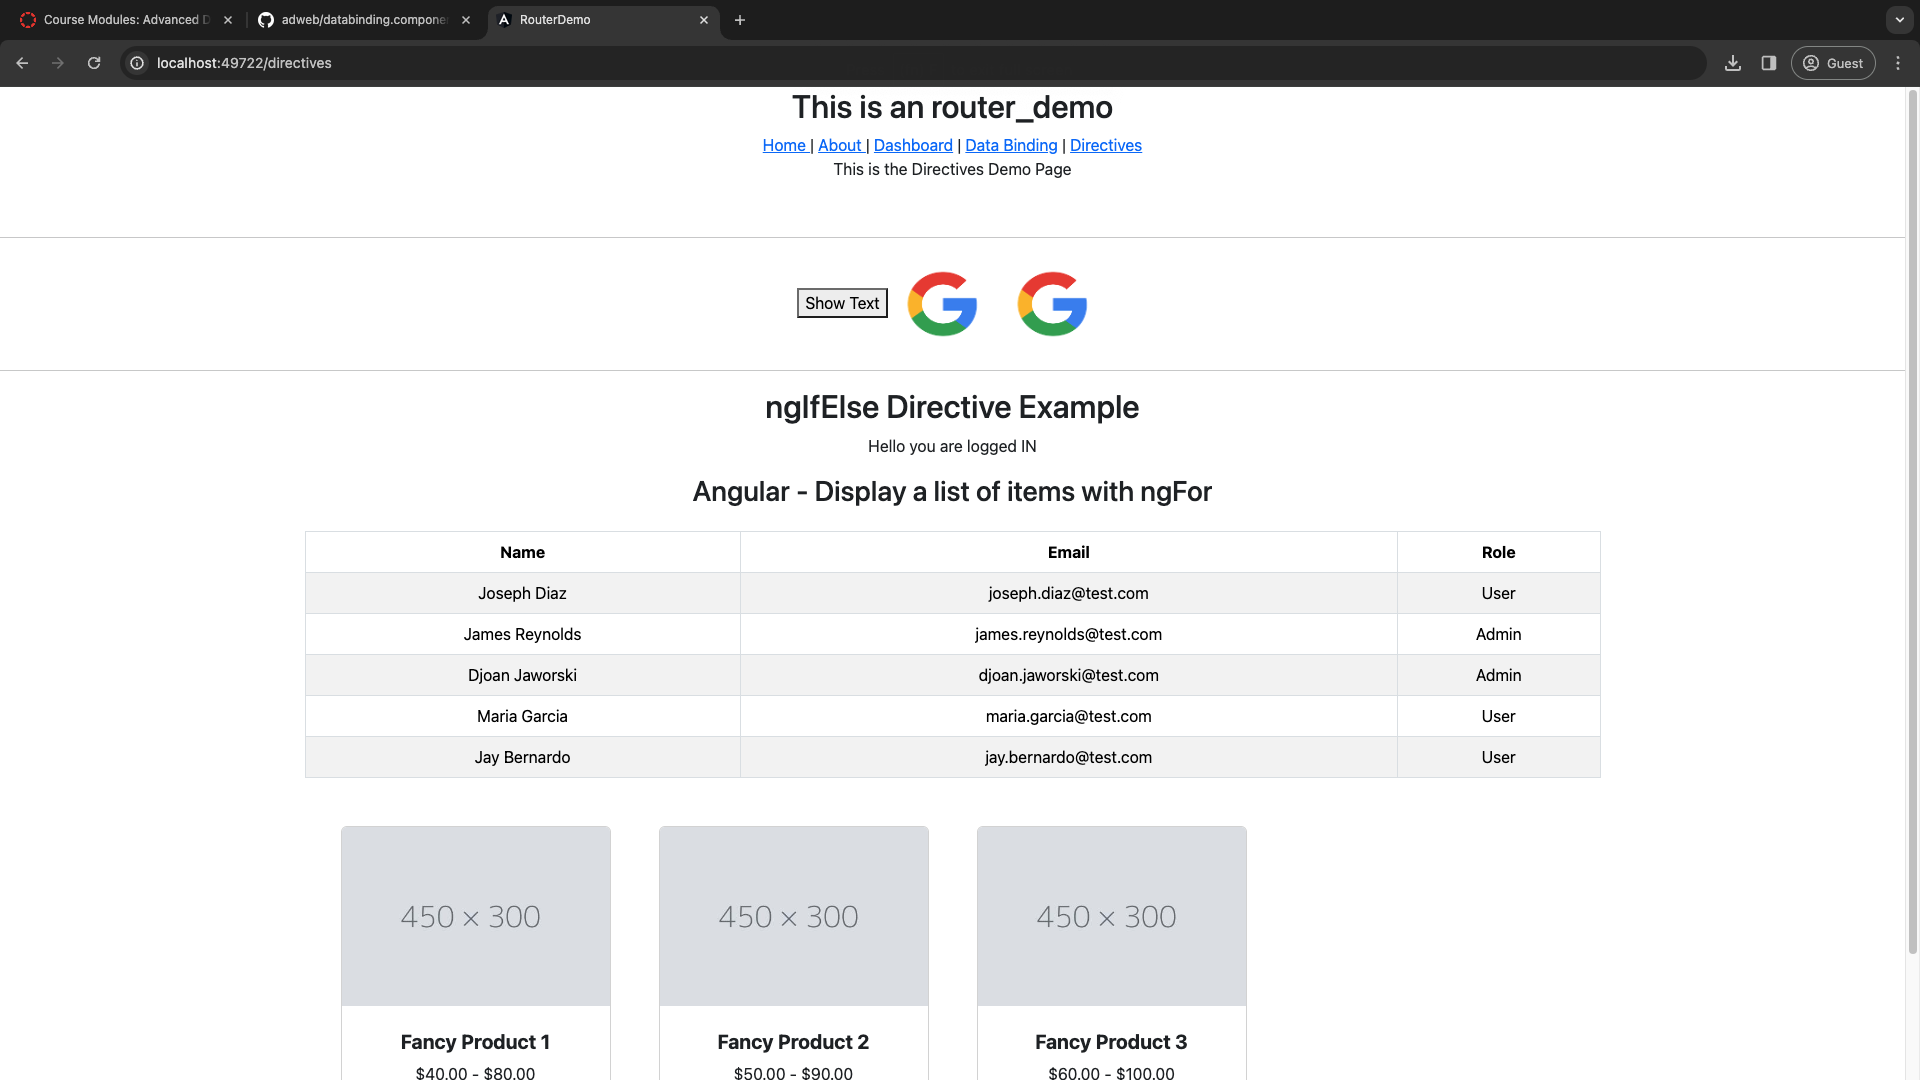 Course Modules: Advanced D
adweb/databinding.compone
RouterDemo
localhost:49722/directives
Guest
This is an router_demo
Home | About | Dashboard | Data Binding | Directives
This is the Directives Demo Page
Show Text
ngIfElse Directive Example
Hello you are logged IN
Angular - Display a list of items with ngFor
Name Email Role
Joseph Diaz joseph.diaz@test.com User
James Reynolds james.reynolds@test.com Admin
Djoan Jaworski djoan.jaworski@test.com Admin
Maria Garcia maria.garcia@test.com User
Jay Bernardo jay.bernardo@test.com User
450 × 300 450 × 300 450 × 300
Fancy Product 1 Fancy Product 2 Fancy Product 3
$40.00 - $80.00 $50.00 - $90.00 $60.00 - $100.00